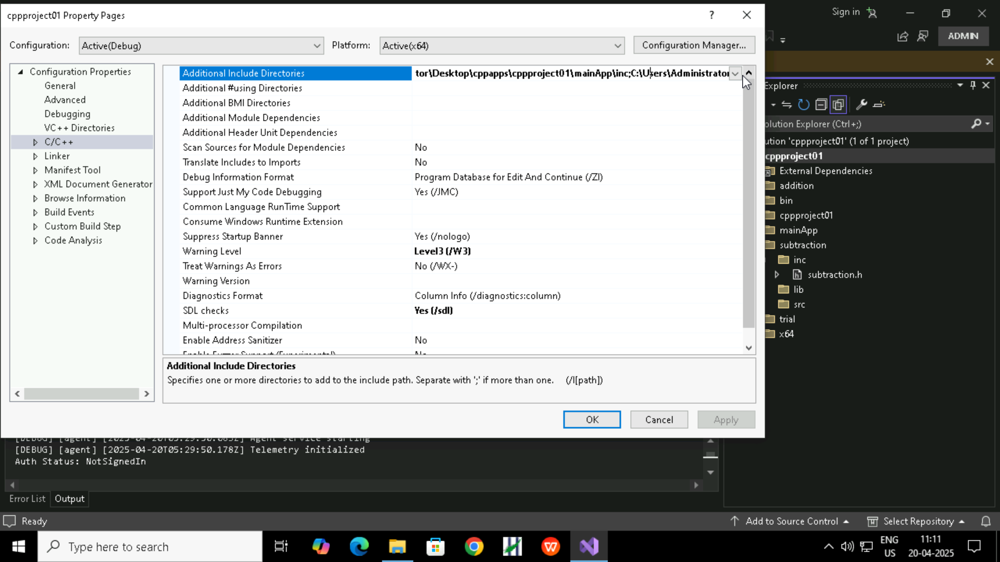 cppproject01 Property Pages
?
Sign in
Configuration:
Active(Debug)
Platform:
Active(x64)
Configuration Manager...
ADMIN
Configuration Properties
General
Advanced
Debugging
VC++ Directories
C/C++
Linker
Manifest Tool
XML Document Generator
Browse Information
Build Events
Custom Build Step
Code Analysis
Additional Include Directories
tor\Desktop\cppapps\cppproject01\mainApp\inc;C:\Users\Administrator
Additional #using Directories
Additional BMI Directories
Additional Module Dependencies
Additional Header Unit Dependencies
Scan Sources for Module Dependencies No
Translate Includes to Imports No
Debug Information Format Program Database for Edit And Continue (/ZI)
Support Just My Code Debugging Yes (/JMC)
Common Language RunTime Support
Consume Windows Runtime Extension
Suppress Startup Banner Yes (/nologo)
Warning Level Level3 (/W3)
Treat Warnings As Errors No (/WX-)
Warning Version
Diagnostics Format Column Info (/diagnostics:column)
SDL checks Yes (/sdl)
Multi-processor Compilation
Enable Address Sanitizer No
Additional Include Directories
Specifies one or more directories to add to the include path. Separate with ';' if more than one. (/I[path])
OK
Cancel
Apply
Explorer
olution Explorer (Ctrl+;)
ution 'cppproject01' (1 of 1 project)
cppproject01
External Dependencies
addition
bin
cppproject01
mainApp
subtraction
inc
subtraction.h
lib
src
trial
x64
[DEBUG] [agent] [2025-04-20T05:29:50.083Z] Agent service starting
[DEBUG] [agent] [2025-04-20T05:29:50.178Z] Telemetry initialized
Auth Status: NotSignedIn
Error List
Output
Ready
Add to Source Control
Select Repository
Type here to search
ENG
US
11:11
20-04-2025